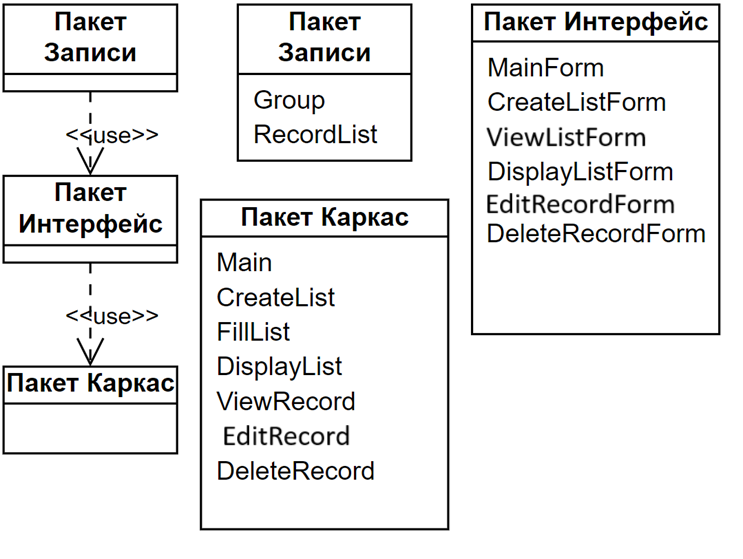 Пакет
Записи
<<use>>
Пакет
Интерфейс
<<use>>
Пакет Каркас
Пакет
Записи
Group
RecordList
Пакет Каркас
Main
CreateList
FillList
DisplayList
ViewRecord
EditRecord
DeleteRecord
Пакет Интерфейс
MainForm
CreateListForm
ViewListForm
DisplayListForm
EditRecordForm
DeleteRecordForm